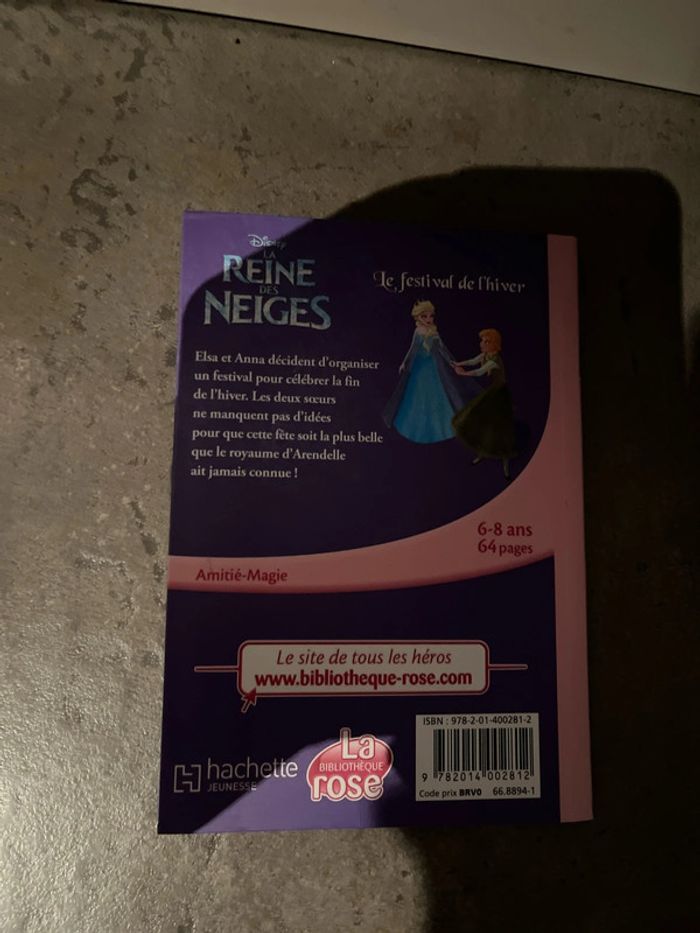 Disney
LA
REINE
DES
NEIGES
Le festival de l'hiver
Elsa et Anna décident d'organiser
un festival pour célébrer la fin
de l'hiver. Les deux sœurs
ne manquent pas d'idées
pour que cette fête soit la plus belle
que le royaume d'Arendelle
ait jamais connue !
6-8 ans
64 pages
Amitié-Magie
Le site de tous les héros
www.bibliotheque-rose.com
ISBN : 978-2-01-400281-2
9 782014 002812
Code prix BRV0 66.8894-1
hachette
JEUNESSE
La
BIBLIOTHÈQUE
rose